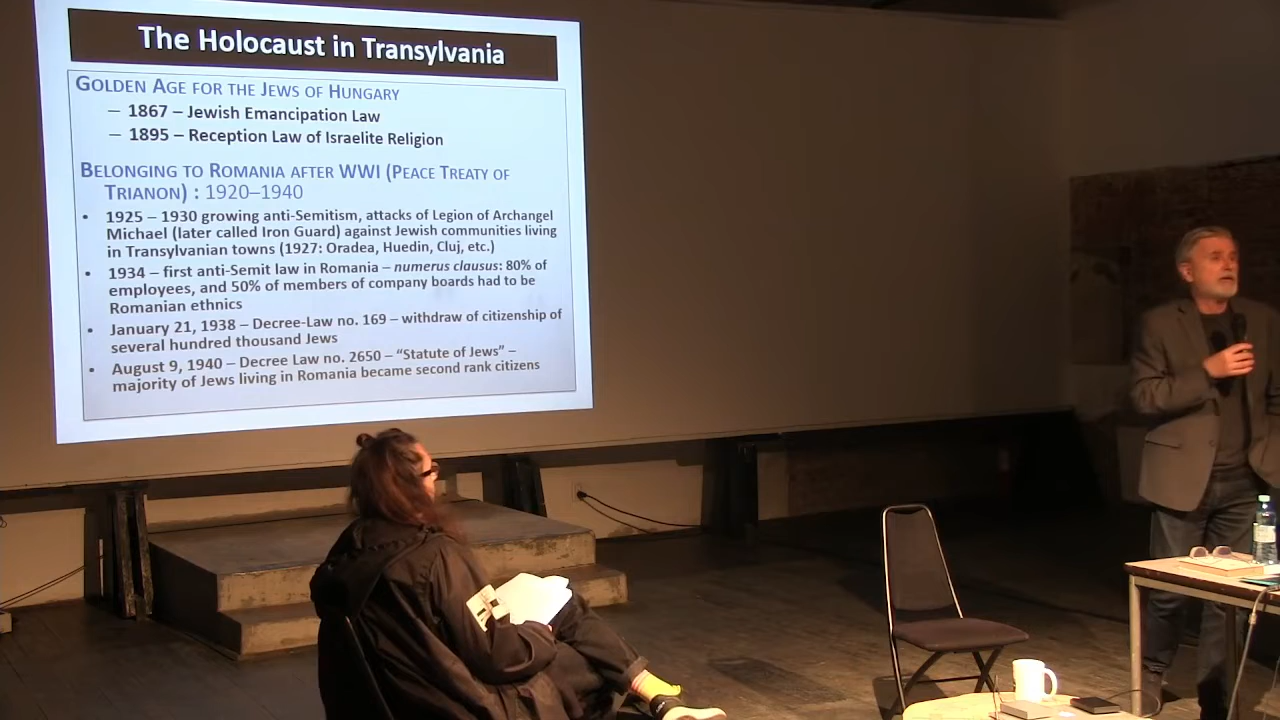 The Holocaust in Transylvania
GOLDEN AGE FOR THE JEWS OF HUNGARY
– 1867 – Jewish Emancipation Law
– 1895 – Reception Law of Israelite Religion
BELONGING TO ROMANIA AFTER WWI (PEACE TREATY OF
TRIANON) : 1920–1940
• 1925 – 1930 growing anti-Semitism, attacks of Legion of Archangel
Michael (later called Iron Guard) against Jewish communities living
in Transylvanian towns (1927: Oradea, Huedin, Cluj, etc.)
• 1934 – first anti-Semit law in Romania – numerus clausus: 80% of
employees, and 50% of members of company boards had to be
Romanian ethnics
• January 21, 1938 – Decree-Law no. 169 – withdraw of citizenship of
several hundred thousand Jews
• August 9, 1940 – Decree Law no. 2650 – “Statute of Jews” –
majority of Jews living in Romania became second rank citizens